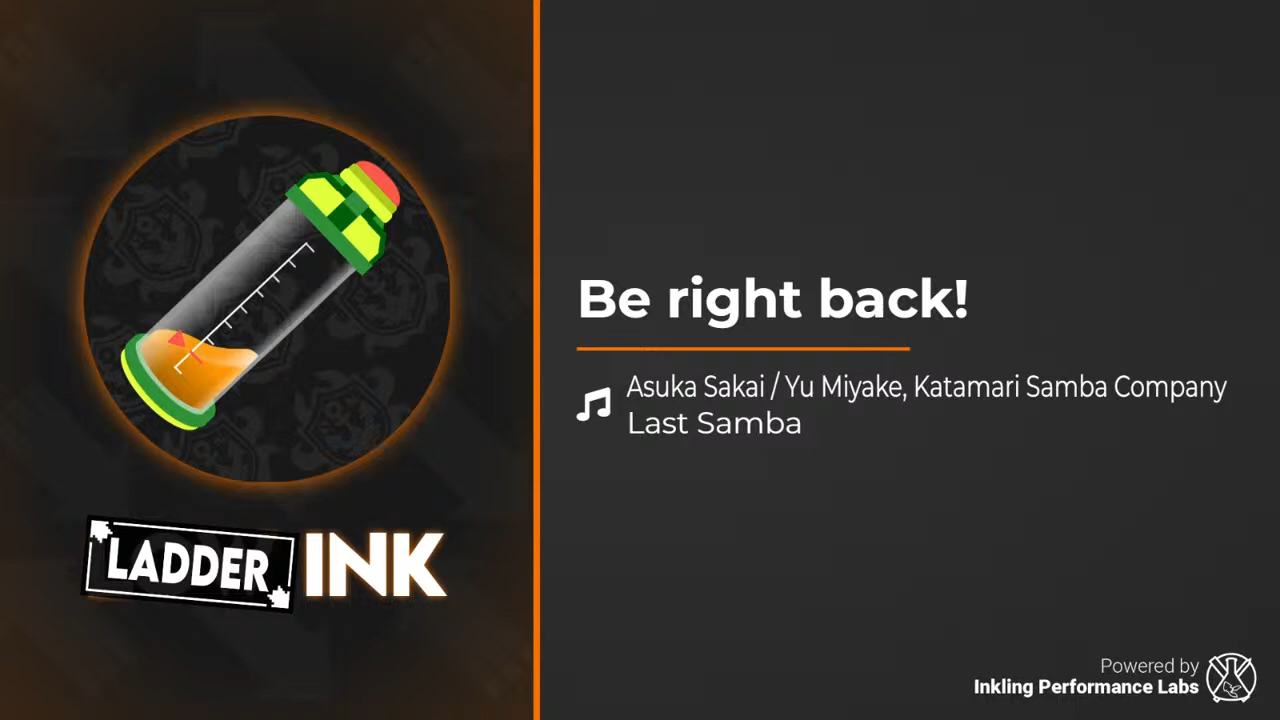 LADDER INK
Be right back!
Asuka Sakai / Yu Miyake, Katamari Samba Company
Last Samba
Powered by
Inkling Performance Labs